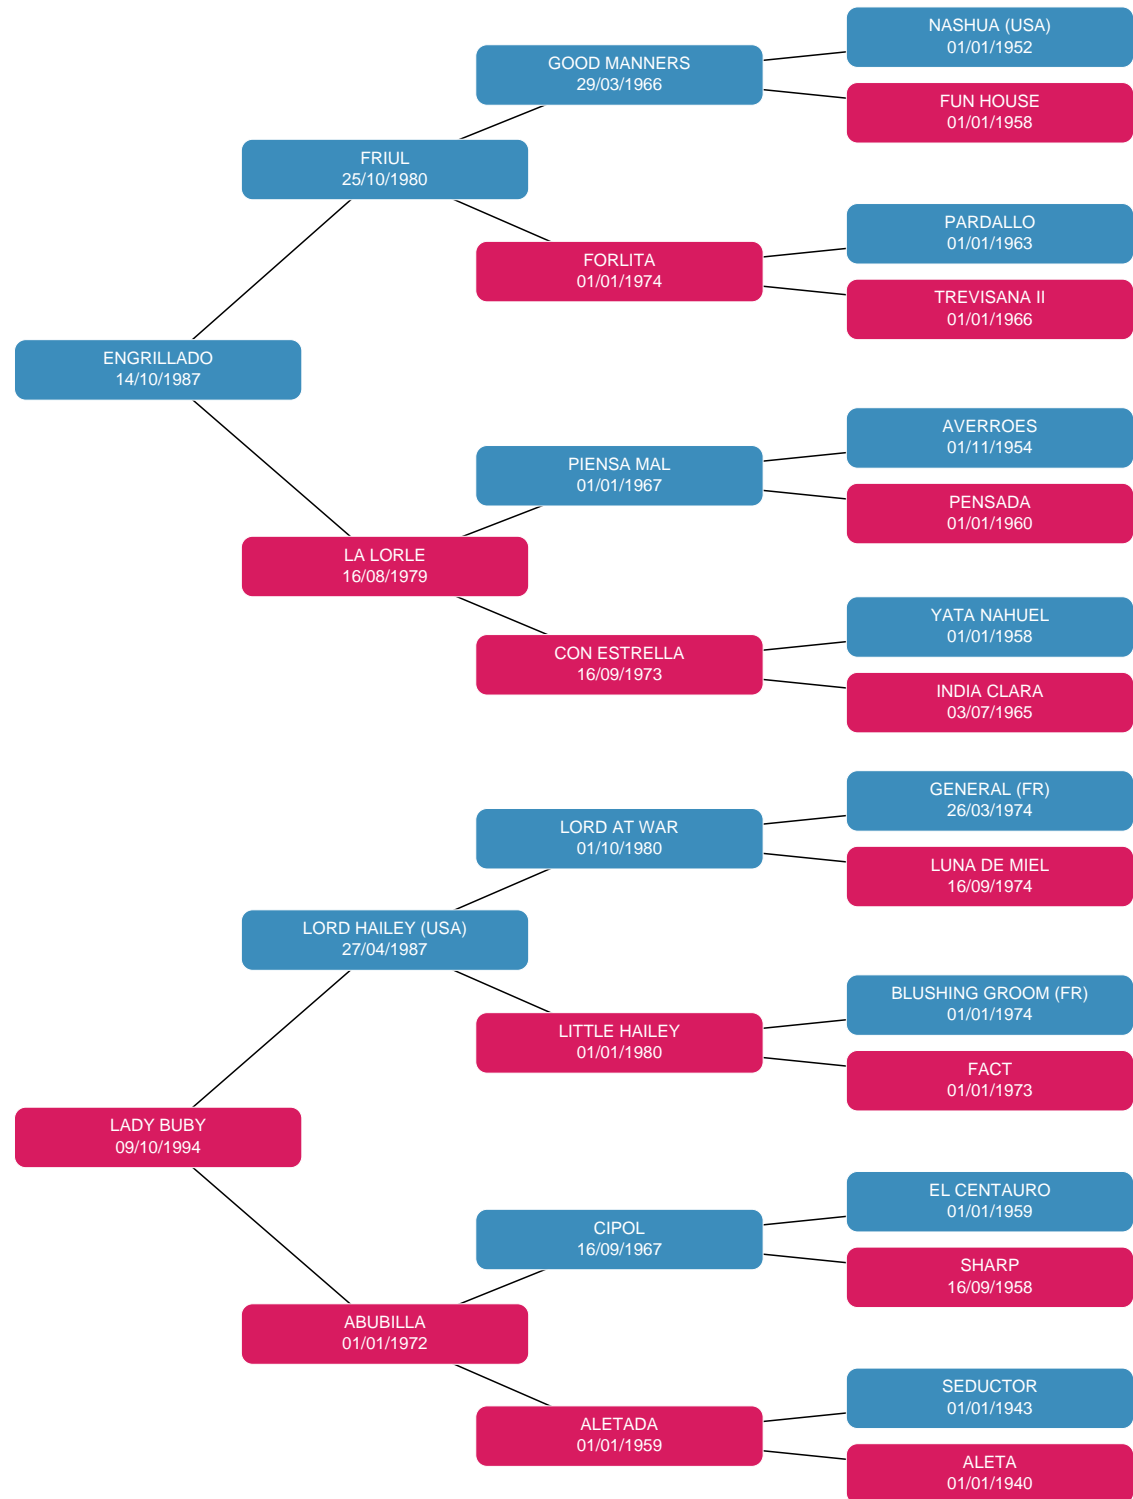 NASHUA (USA)
01/01/1952
GOOD MANNERS
29/03/1966
FUN HOUSE
01/01/1958
FRIUL
25/10/1980
PARDALLO
01/01/1963
FORLITA
01/01/1974
TREVISANA II
01/01/1966
ENGRILLADO
14/10/1987
AVERROES
01/11/1954
PIENSA MAL
01/01/1967
PENSADA
01/01/1960
LA LORLE
16/08/1979
YATA NAHUEL
01/01/1958
CON ESTRELLA
16/09/1973
INDIA CLARA
03/07/1965
GENERAL (FR)
26/03/1974
LORD AT WAR
01/10/1980
LUNA DE MIEL
16/09/1974
LORD HAILEY (USA)
27/04/1987
BLUSHING GROOM (FR)
01/01/1974
LITTLE HAILEY
01/01/1980
FACT
01/01/1973
LADY BUBY
09/10/1994
EL CENTAURO
01/01/1959
CIPOL
16/09/1967
SHARP
16/09/1958
ABUBILLA
01/01/1972
SEDUCTOR
01/01/1943
ALETADA
01/01/1959
ALETA
01/01/1940